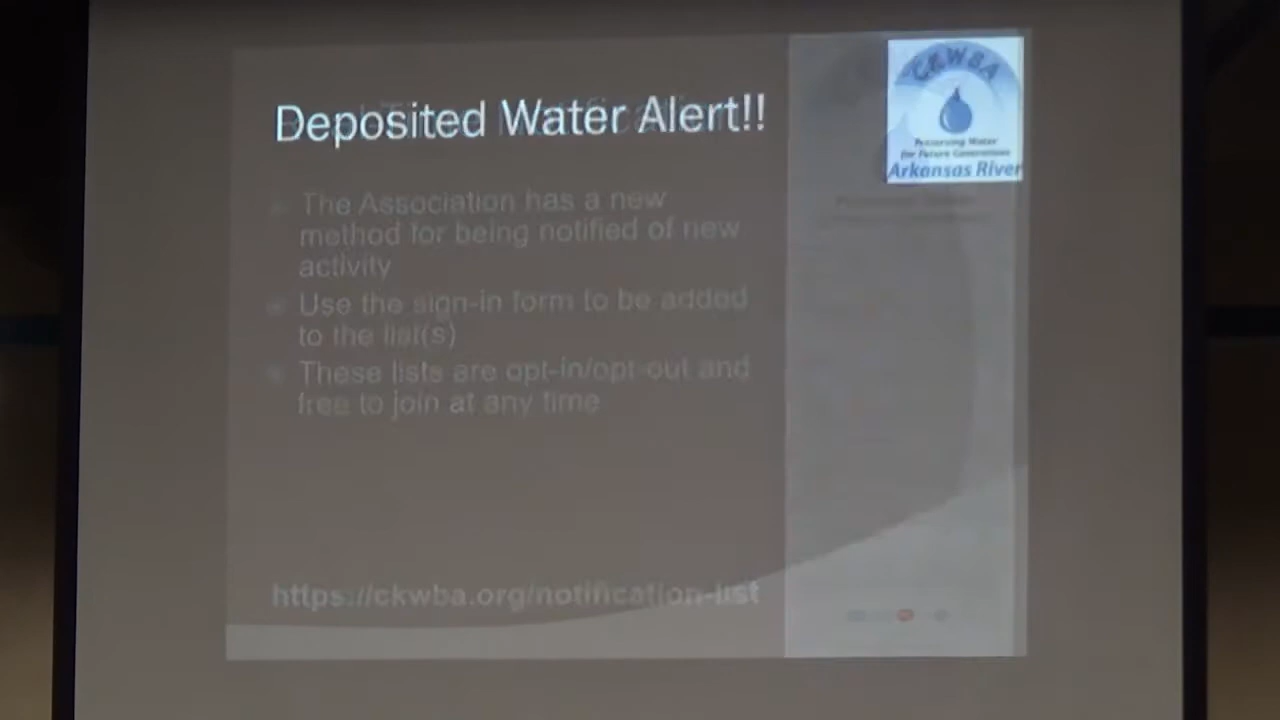 Deposited Water Alert!!
CKWBA
Preserving Water
for Future Generations
Arkansas River
The Association has a new
method for being notified of new
activity
Use the sign-in form to be added
to the list(s)
These lists are opt-in/opt-out and
free to join at any time
https://ckwba.org/notification-list